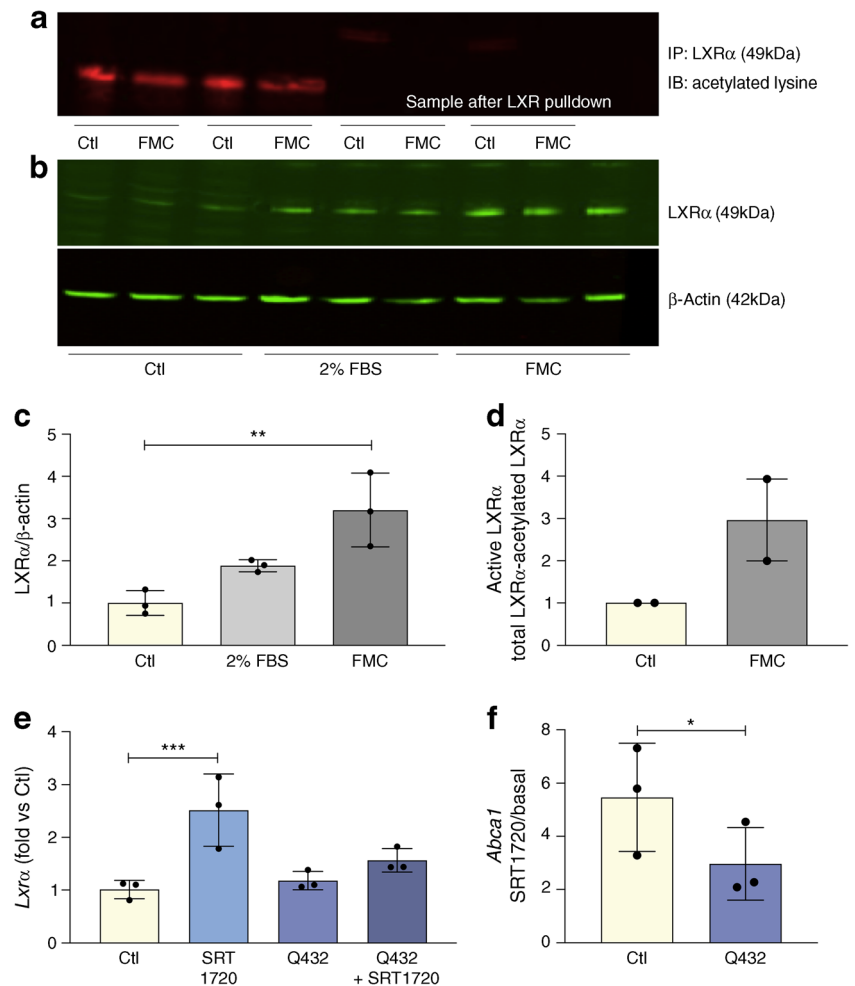 a
IP: LXRα (49kDa)
IB: acetylated lysine
Sample after LXR pulldown
Ctl FMC Ctl FMC Ctl FMC Ctl FMC
b
LXRα (49kDa)
β-Actin (42kDa)
Ctl 2% FBS FMC
c
LXRα/β-actin
5
4
3
2
1
0
**
Ctl 2% FBS FMC
d
Active LXRα
total LXRα-acetylated LXRα
5
4
3
2
1
0
Ctl FMC
e
Lxrα (fold vs Ctl)
4
3
2
1
0
***
Ctl SRT Q432 Q432
1720 + SRT1720
f
Abca1
SRT1720/basal
8
6
4
2
0
*
Ctl Q432